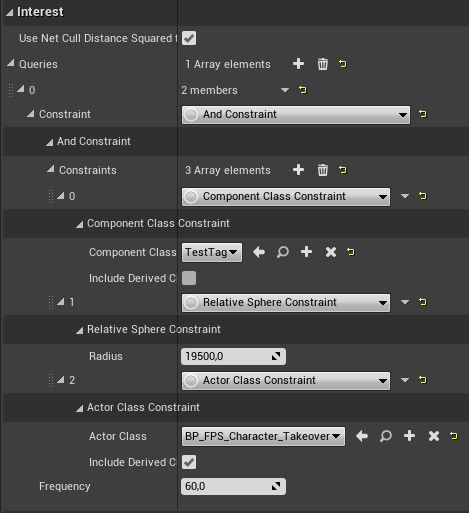 Interest
Use Net Cull Distance Squared f
Queries 1 Array elements
0 2 members
Constraint And Constraint
And Constraint
Constraints 3 Array elements
0 Component Class Constraint
Component Class Constraint
Component Class TestTag
Include Derived C
1 Relative Sphere Constraint
Relative Sphere Constraint
Radius 19500,0
2 Actor Class Constraint
Actor Class Constraint
Actor Class BP_FPS_Character_Takeover
Include Derived C
Frequency 60,0